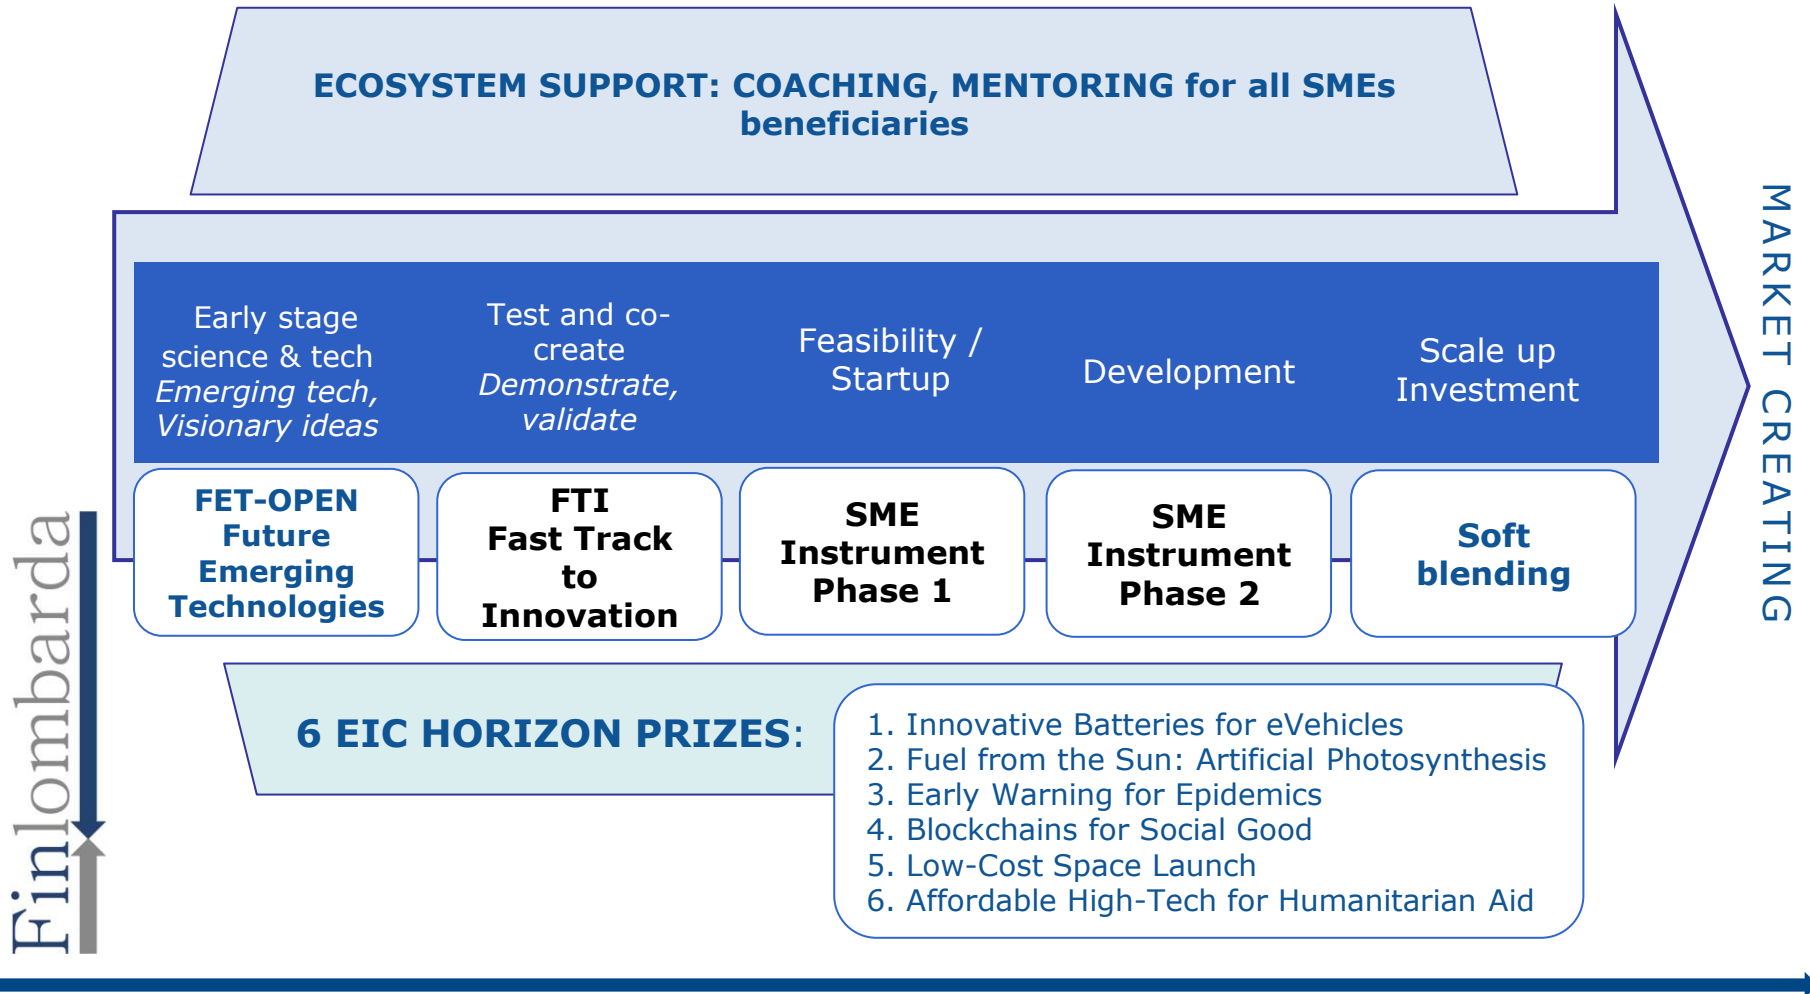 ECOSYSTEM SUPPORT: COACHING, MENTORING for all SMEs
beneficiaries
Early stage
science & tech
Emerging tech,
Visionary ideas
Test and co-
create
Demonstrate,
validate
Feasibility /
Startup
Development
Scale up
Investment
FET-OPEN
Future
Emerging
Technologies
FTI
Fast Track
to
Innovation
SME
Instrument
Phase 1
SME
Instrument
Phase 2
Soft
blending
MARKET CREATING
6 EIC HORIZON PRIZES:
1. Innovative Batteries for eVehicles
2. Fuel from the Sun: Artificial Photosynthesis
3. Early Warning for Epidemics
4. Blockchains for Social Good
5. Low-Cost Space Launch
6. Affordable High-Tech for Humanitarian Aid
Finlombarda